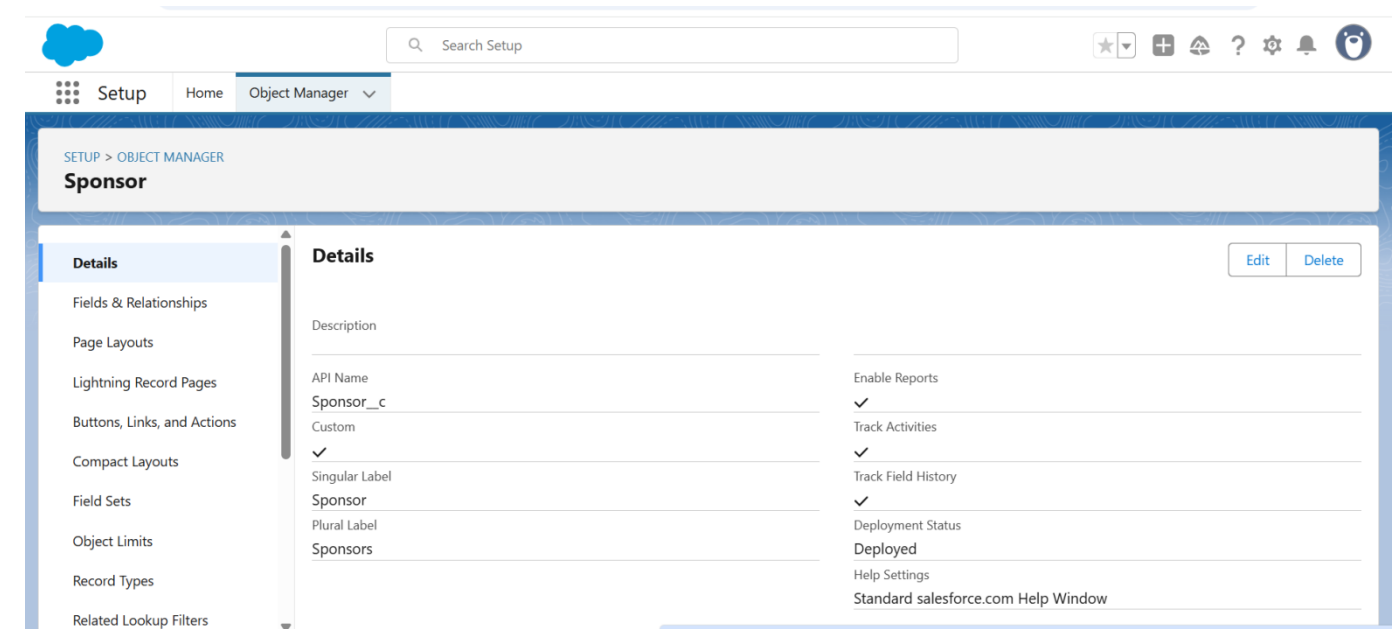 Search Setup
Setup
Home
Object Manager
SETUP > OBJECT MANAGER
Sponsor
Details
Fields & Relationships
Page Layouts
Lightning Record Pages
Buttons, Links, and Actions
Compact Layouts
Field Sets
Object Limits
Record Types
Related Lookup Filters
Details
Edit
Delete
Description
API Name
Sponsor__c
Custom
Singular Label
Sponsor
Plural Label
Sponsors
Enable Reports
Track Activities
Track Field History
Deployment Status
Deployed
Help Settings
Standard salesforce.com Help Window